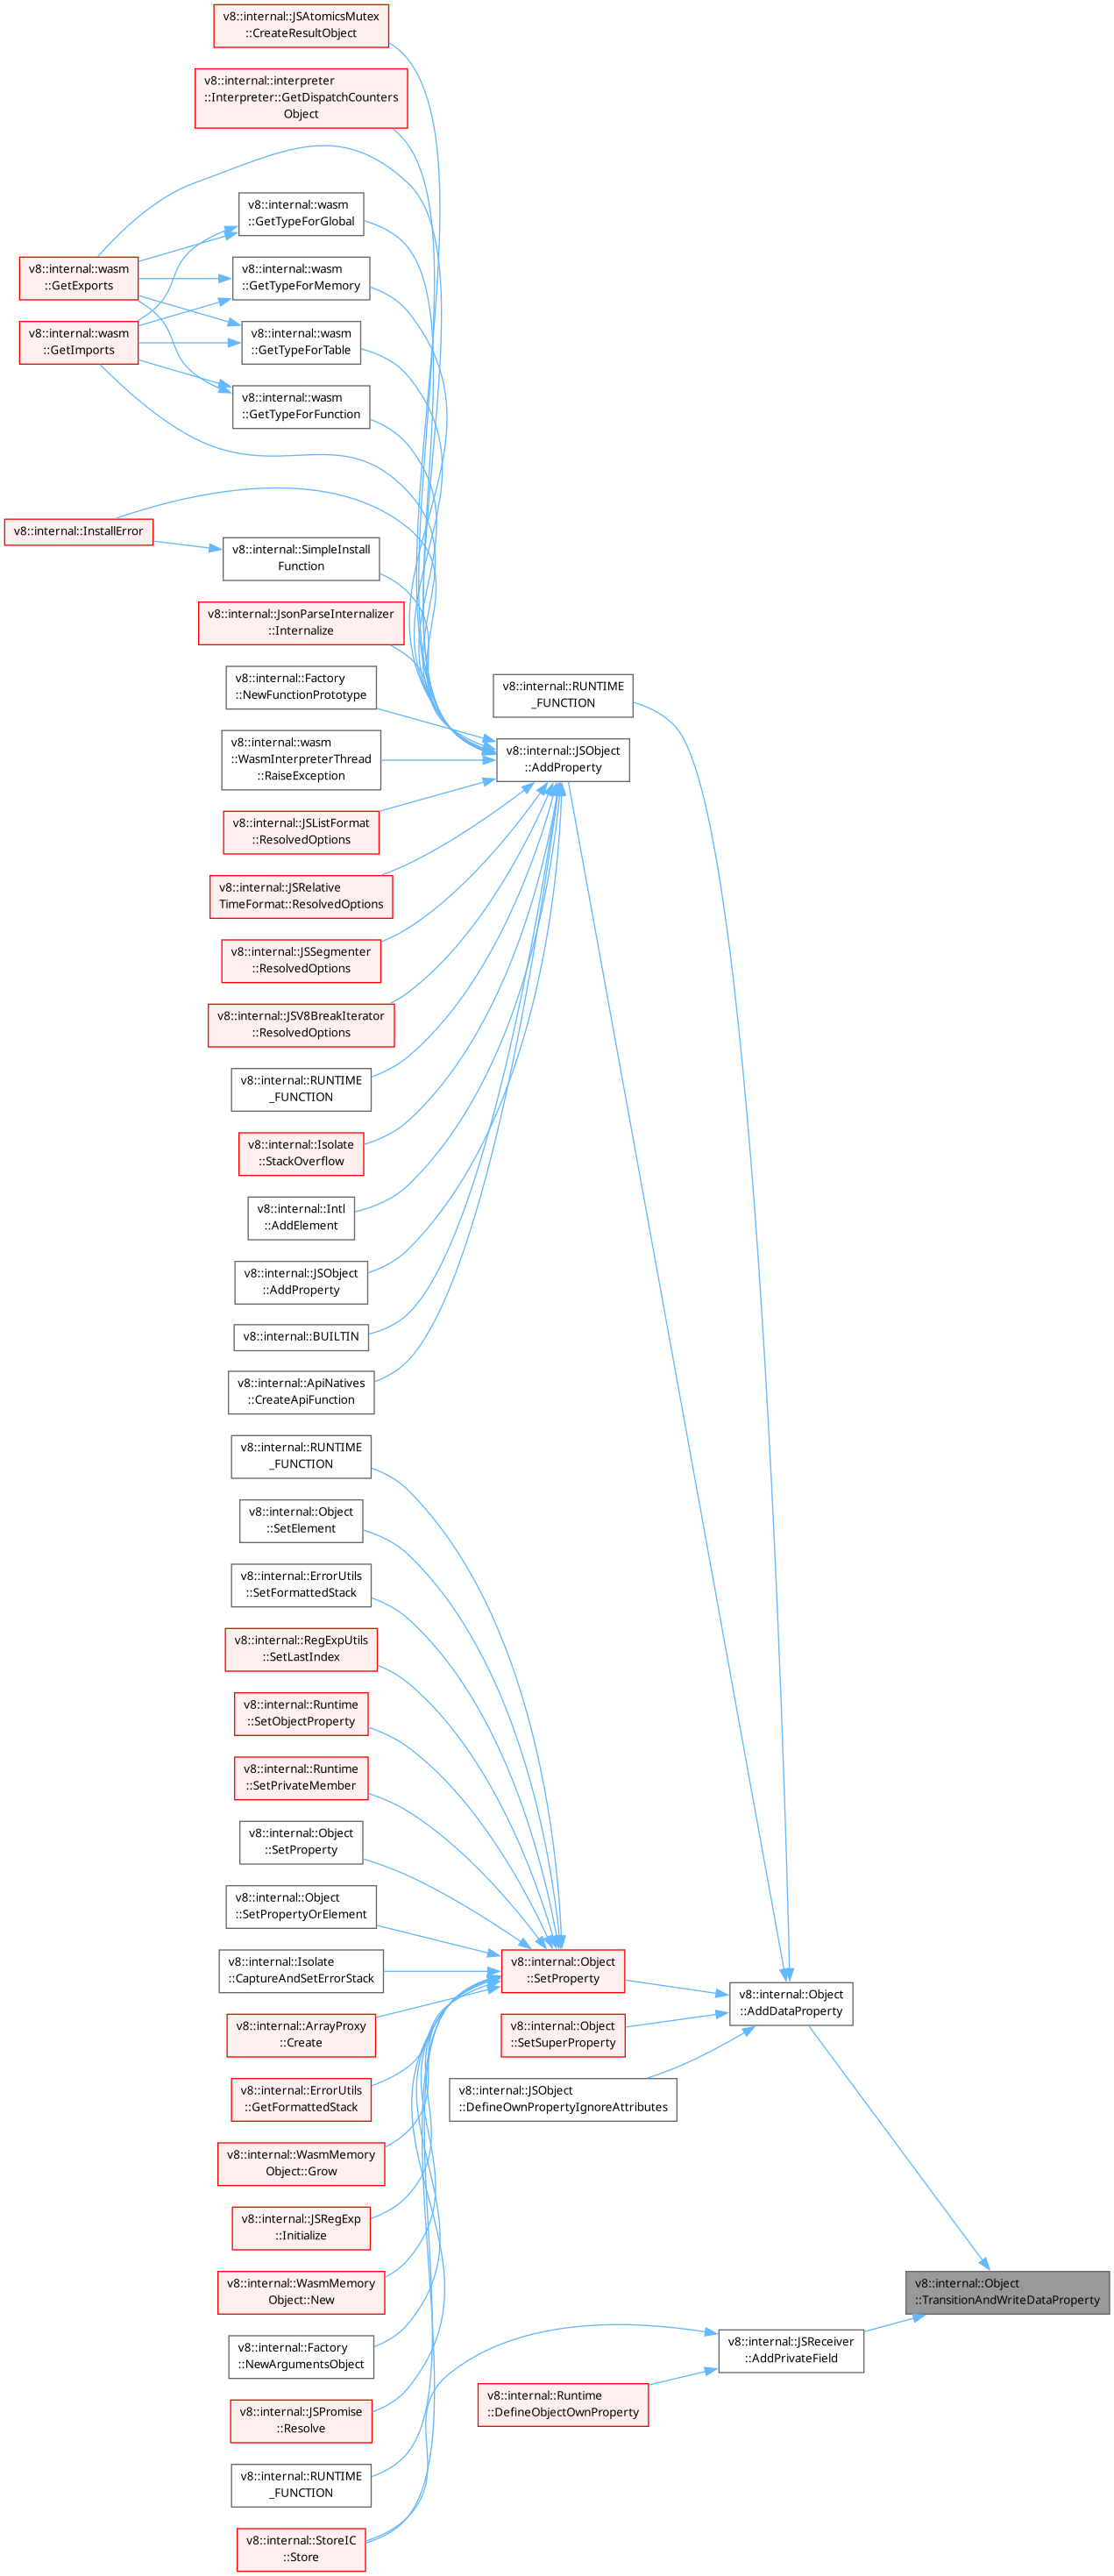 v8::internal::JSAtomicsMutex
::CreateResultObject
v8::internal::interpreter
::Interpreter::GetDispatchCounters
Object
v8::internal::wasm
::GetTypeForGlobal
v8::internal::wasm
::GetExports
v8::internal::wasm
::GetTypeForMemory
v8::internal::wasm
::GetImports
v8::internal::wasm
::GetTypeForTable
v8::internal::wasm
::GetTypeForFunction
v8::internal::InstallError
v8::internal::SimpleInstall
Function
v8::internal::JsonParseInternalizer
::Internalize
v8::internal::Factory
::NewFunctionPrototype
v8::internal::RUNTIME
_FUNCTION
v8::internal::wasm
::WasmInterpreterThread
::RaiseException
v8::internal::JSObject
::AddProperty
v8::internal::JSListFormat
::ResolvedOptions
v8::internal::JSRelative
TimeFormat::ResolvedOptions
v8::internal::JSSegmenter
::ResolvedOptions
v8::internal::JSV8BreakIterator
::ResolvedOptions
v8::internal::RUNTIME
_FUNCTION
v8::internal::Isolate
::StackOverflow
v8::internal::Intl
::AddElement
v8::internal::JSObject
::AddProperty
v8::internal::BUILTIN
v8::internal::ApiNatives
::CreateApiFunction
v8::internal::RUNTIME
_FUNCTION
v8::internal::Object
::SetElement
v8::internal::ErrorUtils
::SetFormattedStack
v8::internal::RegExpUtils
::SetLastIndex
v8::internal::Runtime
::SetObjectProperty
v8::internal::Runtime
::SetPrivateMember
v8::internal::Object
::SetProperty
v8::internal::Object
::SetPropertyOrElement
v8::internal::Isolate
::CaptureAndSetErrorStack
v8::internal::Object
::SetProperty
v8::internal::Object
::AddDataProperty
v8::internal::ArrayProxy
::Create
v8::internal::Object
::SetSuperProperty
v8::internal::ErrorUtils
::GetFormattedStack
v8::internal::JSObject
::DefineOwnPropertyIgnoreAttributes
v8::internal::WasmMemory
Object::Grow
v8::internal::JSRegExp
::Initialize
v8::internal::WasmMemory
Object::New
v8::internal::Object
::TransitionAndWriteDataProperty
v8::internal::Factory
::NewArgumentsObject
v8::internal::JSReceiver
::AddPrivateField
v8::internal::JSPromise
::Resolve
v8::internal::Runtime
::DefineObjectOwnProperty
v8::internal::RUNTIME
_FUNCTION
v8::internal::StoreIC
::Store